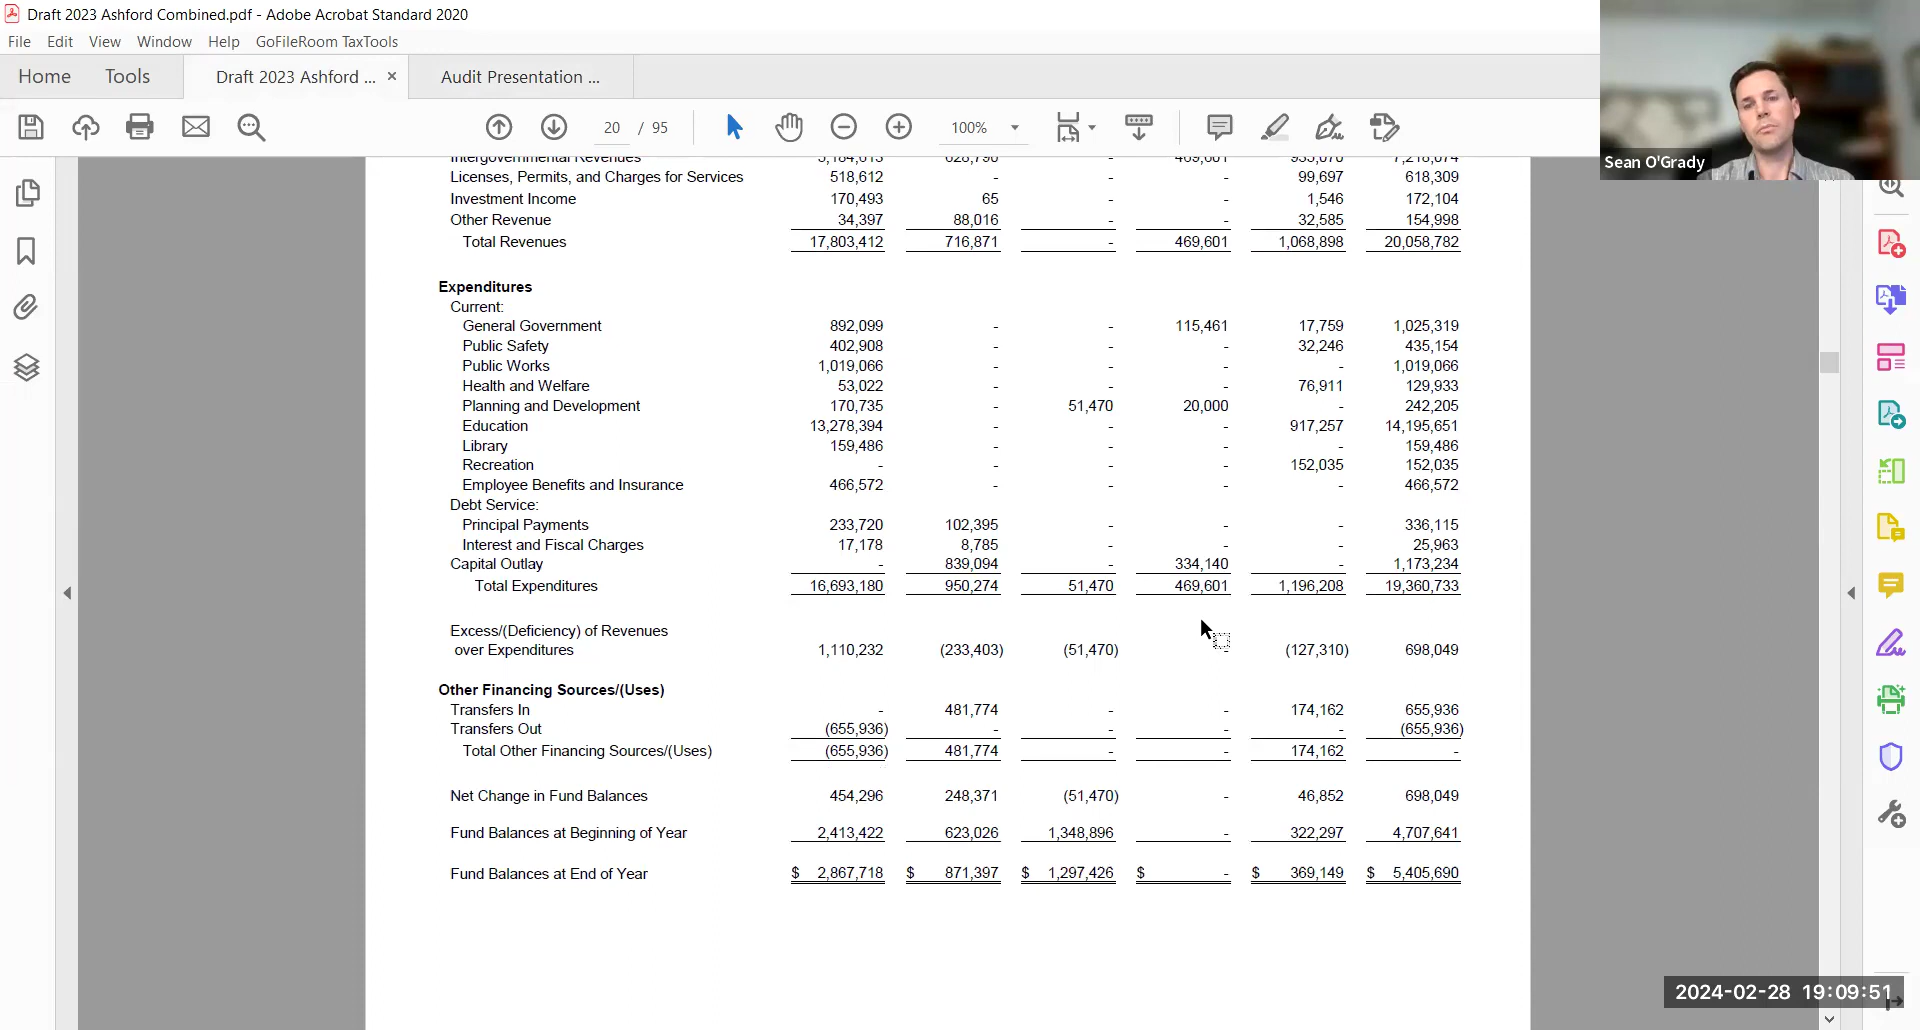 Draft 2023 Ashford Combined.pdf - Adobe Acrobat Standard 2020
File Edit View Window Help GoFileRoom TaxTools
Home Tools Draft 2023 Ashford ... × Audit Presentation ...
20 / 95 100%
Sean O'Grady
Intergovernmental Revenues - 469,601
Licenses, Permits, and Charges for Services 518,612 - - - 99,697 618,309
Investment Income 170,493 65 - - 1,546 172,104
Other Revenue 34,397 88,016 - - 32,585 154,998
Total Revenues 17,803,412 716,871 - 469,601 1,068,898 20,058,782
Expenditures
Current:
General Government 892,099 - - 115,461 17,759 1,025,319
Public Safety 402,908 - - - 32,246 435,154
Public Works 1,019,066 - - - - 1,019,066
Health and Welfare 53,022 - - - 76,911 129,933
Planning and Development 170,735 - 51,470 20,000 - 242,205
Education 13,278,394 - - - 917,257 14,195,651
Library 159,486 - - - - 159,486
Recreation - - - - 152,035 152,035
Employee Benefits and Insurance 466,572 - - - - 466,572
Debt Service:
Principal Payments 233,720 102,395 - - - 336,115
Interest and Fiscal Charges 17,178 8,785 - - - 25,963
Capital Outlay - 839,094 - 334,140 - 1,173,234
Total Expenditures 16,693,180 950,274 51,470 469,601 1,196,208 19,360,733
Excess/(Deficiency) of Revenues
over Expenditures 1,110,232 (233,403) (51,470) - (127,310) 698,049
Other Financing Sources/(Uses)
Transfers In - 481,774 - - 174,162 655,936
Transfers Out (655,936) - - - - (655,936)
Total Other Financing Sources/(Uses) (655,936) 481,774 - - 174,162 -
Net Change in Fund Balances 454,296 248,371 (51,470) - 46,852 698,049
Fund Balances at Beginning of Year 2,413,422 623,026 1,348,896 - 322,297 4,707,641
Fund Balances at End of Year $ 2,867,718 $ 871,397 $ 1,297,426 $ - $ 369,149 $ 5,405,690
2024-02-28 19:09:51